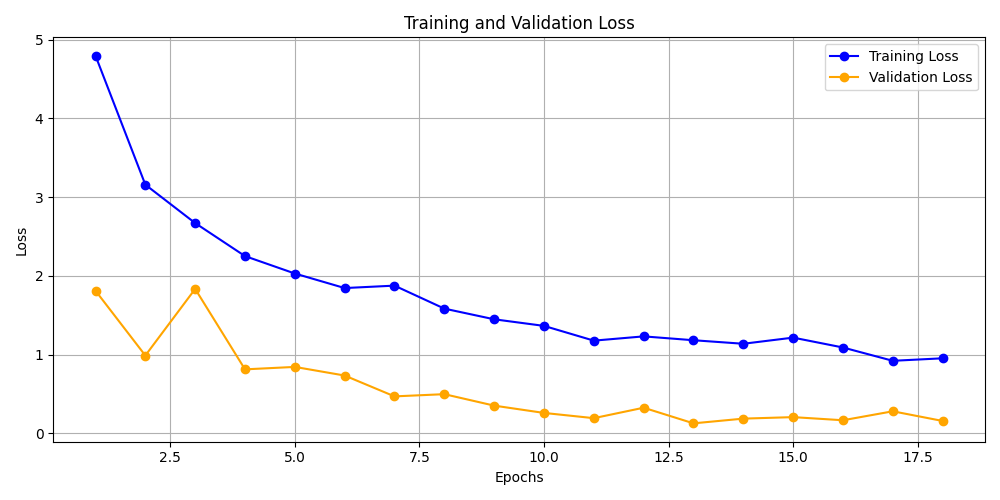 Training and Validation Loss
Training Loss
Validation Loss
Loss
5
4
3
2
1
0
2.5 5.0 7.5 10.0 12.5 15.0 17.5
Epochs